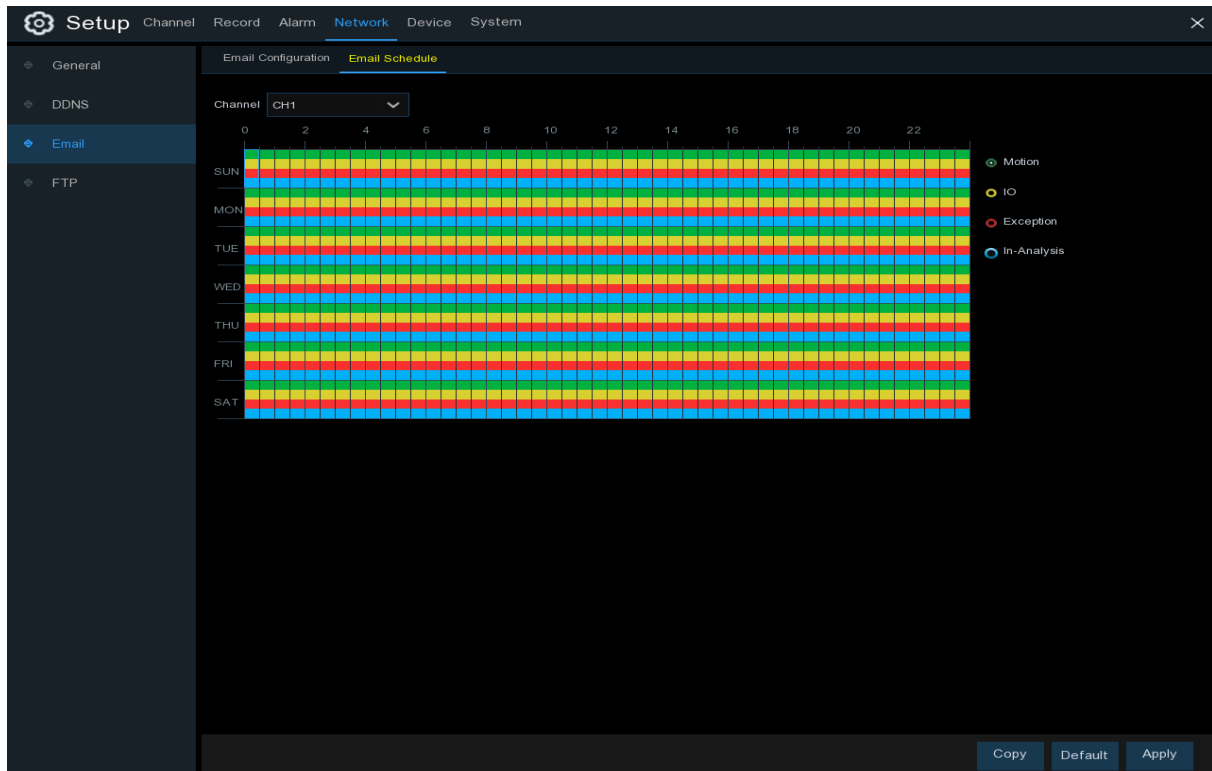 Setup Channel Record Alarm Network Device System
General
DDNS
Email
FTP
Email Configuration Email Schedule
Channel CH1
0 2 4 6 8 10 12 14 16 18 20 22
SUN
MON
TUE
WED
THU
FRI
SAT
Motion
IO
Exception
In-Analysis
Copy Default Apply